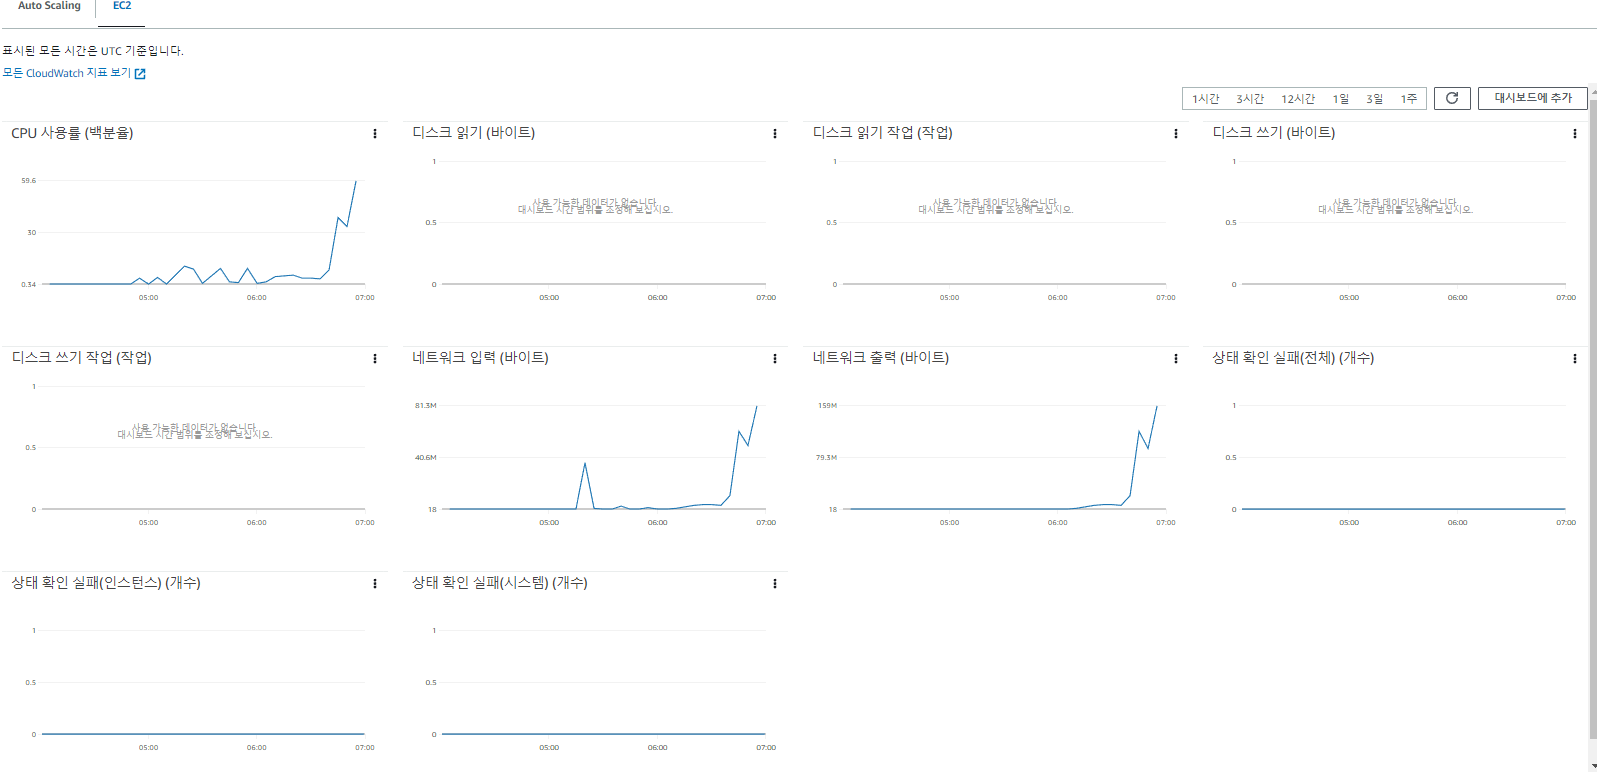 Auto Scaling
EC2
표시된 모든 시간은 UTC 기준입니다.
모든 CloudWatch 지표 보기
1시간 3시간 12시간 1일 3일 1주
대시보드에 추가
CPU 사용률 (백분율)
59.6
30
0.34
05:00 06:00 07:00
디스크 읽기 (바이트)
1
사용 가능한 데이터가 없습니다.
대시보드 시간 범위를 조정해 보십시오.
0.5
0
05:00 06:00 07:00
디스크 읽기 작업 (작업)
1
사용 가능한 데이터가 없습니다.
대시보드 시간 범위를 조정해 보십시오.
0.5
0
05:00 06:00 07:00
디스크 쓰기 (바이트)
1
사용 가능한 데이터가 없습니다.
대시보드 시간 범위를 조정해 보십시오.
0.5
0
05:00 06:00 07:00
디스크 쓰기 작업 (작업)
1
사용 가능한 데이터가 없습니다.
대시보드 시간 범위를 조정해 보십시오.
0.5
0
05:00 06:00 07:00
네트워크 입력 (바이트)
81.3M
40.6M
18
05:00 06:00 07:00
네트워크 출력 (바이트)
159M
79.3M
18
05:00 06:00 07:00
상태 확인 실패(전체) (개수)
1
0.5
0
05:00 06:00 07:00
상태 확인 실패(인스턴스) (개수)
1
0.5
0
05:00 06:00 07:00
상태 확인 실패(시스템) (개수)
1
0.5
0
05:00 06:00 07:00